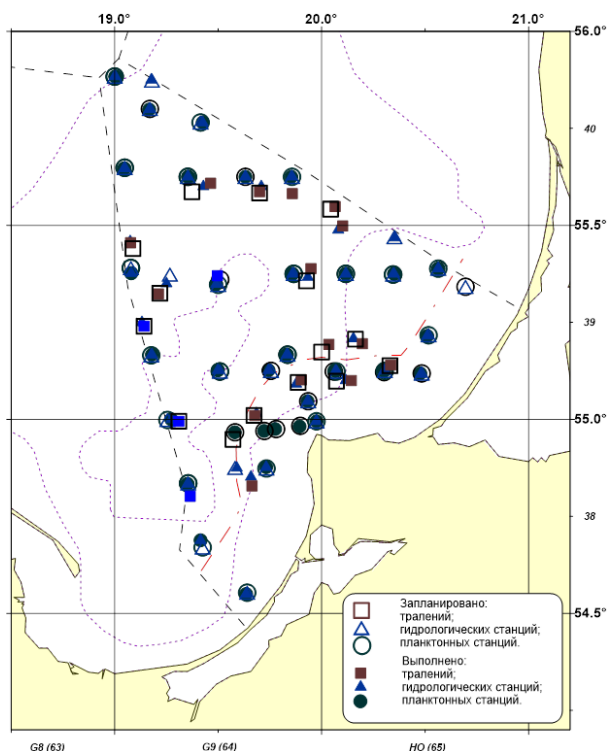 19.0°
20.0°
21.0°
56.0°
40
55.5°
39
55.0°
38
54.5°
Запланировано:
тралений;
гидрологических станций;
планктонных станций.
Выполнено:
тралений;
гидрологических станций;
планктонных станций.
G8 (63)
G9 (64)
HO (65)